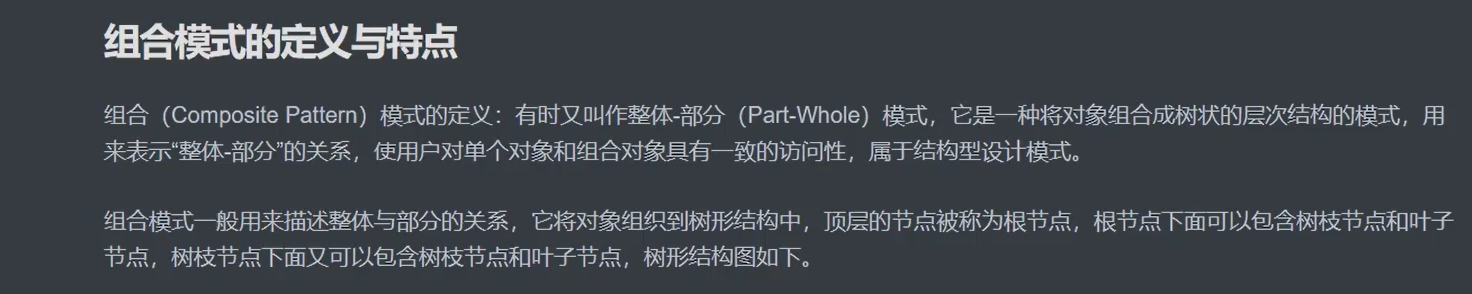 组合模式的定义与特点
组合（Composite Pattern）模式的定义：有时又叫作整体-部分（Part-Whole）模式，它是一种将对象组合成树状的层次结构的模式，用
来表示“整体-部分”的关系，使用户对单个对象和组合对象具有一致的访问性，属于结构型设计模式。
组合模式一般用来描述整体与部分的关系，它将对象组织到树形结构中，顶层的节点被称为根节点，根节点下面可以包含树枝节点和叶子
节点，树枝节点下面又可以包含树枝节点和叶子节点，树形结构图如下。